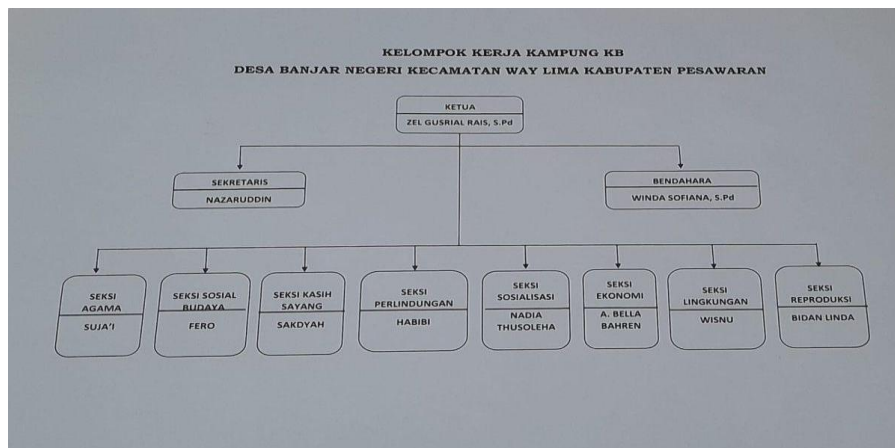 KELOMPOK KERJA KAMPUNG KB
DESA BANJAR NEGERI KECAMATAN WAY LIMA KABUPATEN PESAWARAN
KETUA
ZEL GUSRIAL RAIS, S.Pd
SEKRETARIS
NAZARUDDIN
BENDAHARA
WINDA SOFIANA, S.Pd
SEKSI
AGAMA
SUJA'I
SEKSI SOSIAL
BUDAYA
FERO
SEKSI KASIH
SAYANG
SAKDYAH
SEKSI
PERLINDUNGAN
HABIBI
SEKSI
SOSIALISASI
NADIA
THUSOLEHA
SEKSI
EKONOMI
A. BELLA
BAHREN
SEKSI
LINGKUNGAN
WISNU
SEKSI
REPRODUKSI
BIDAN LINDA